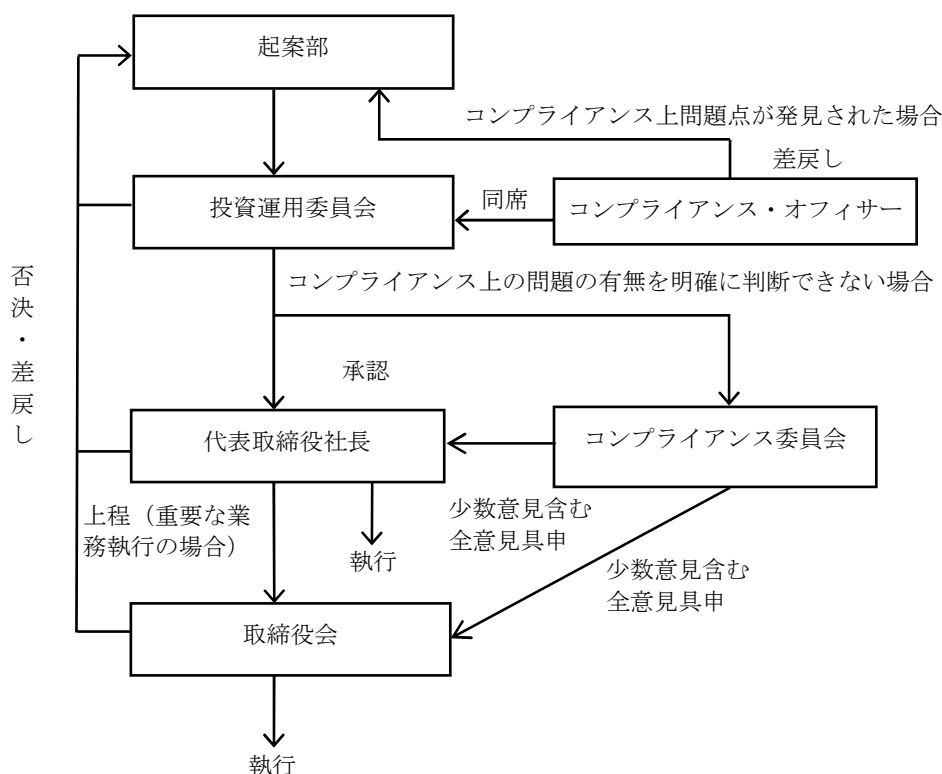 起案部
コンプライアンス上問題点が発見された場合
差戻し
投資運用委員会
同席
コンプライアンス・オフィサー
否決・差戻し
コンプライアンス上の問題の有無を明確に判断できない場合
承認
代表取締役社長
コンプライアンス委員会
上程（重要な業
務執行の場合）
執行
少数意見含む
全意見具申
少数意見含む
全意見具申
取締役会
執行